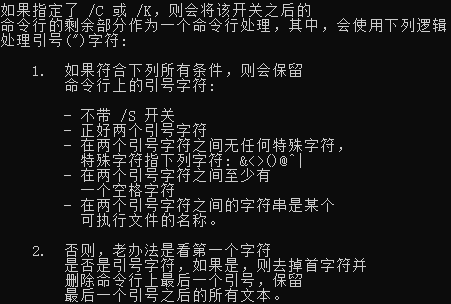 如果指定了 /C 或 /K，则会将该开关之后的
命令行的剩余部分作为一个命令行处理，其中，会使用下列逻辑
处理引号(")字符:
1.  如果符合下列所有条件，则会保留
命令行上的引号字符:
- 不带 /S 开关
- 正好两个引号字符
- 在两个引号字符之间无任何特殊字符，
特殊字符指下列字符: &<>()@^|
- 在两个引号字符之间至少有
一个空格字符
- 在两个引号字符之间的字符串是某个
可执行文件的名称。
2.  否则，老办法是看第一个字符
是否是引号字符，如果是，则去掉首字符并
删除命令行上最后一个引号，保留
最后一个引号之后的所有文本。